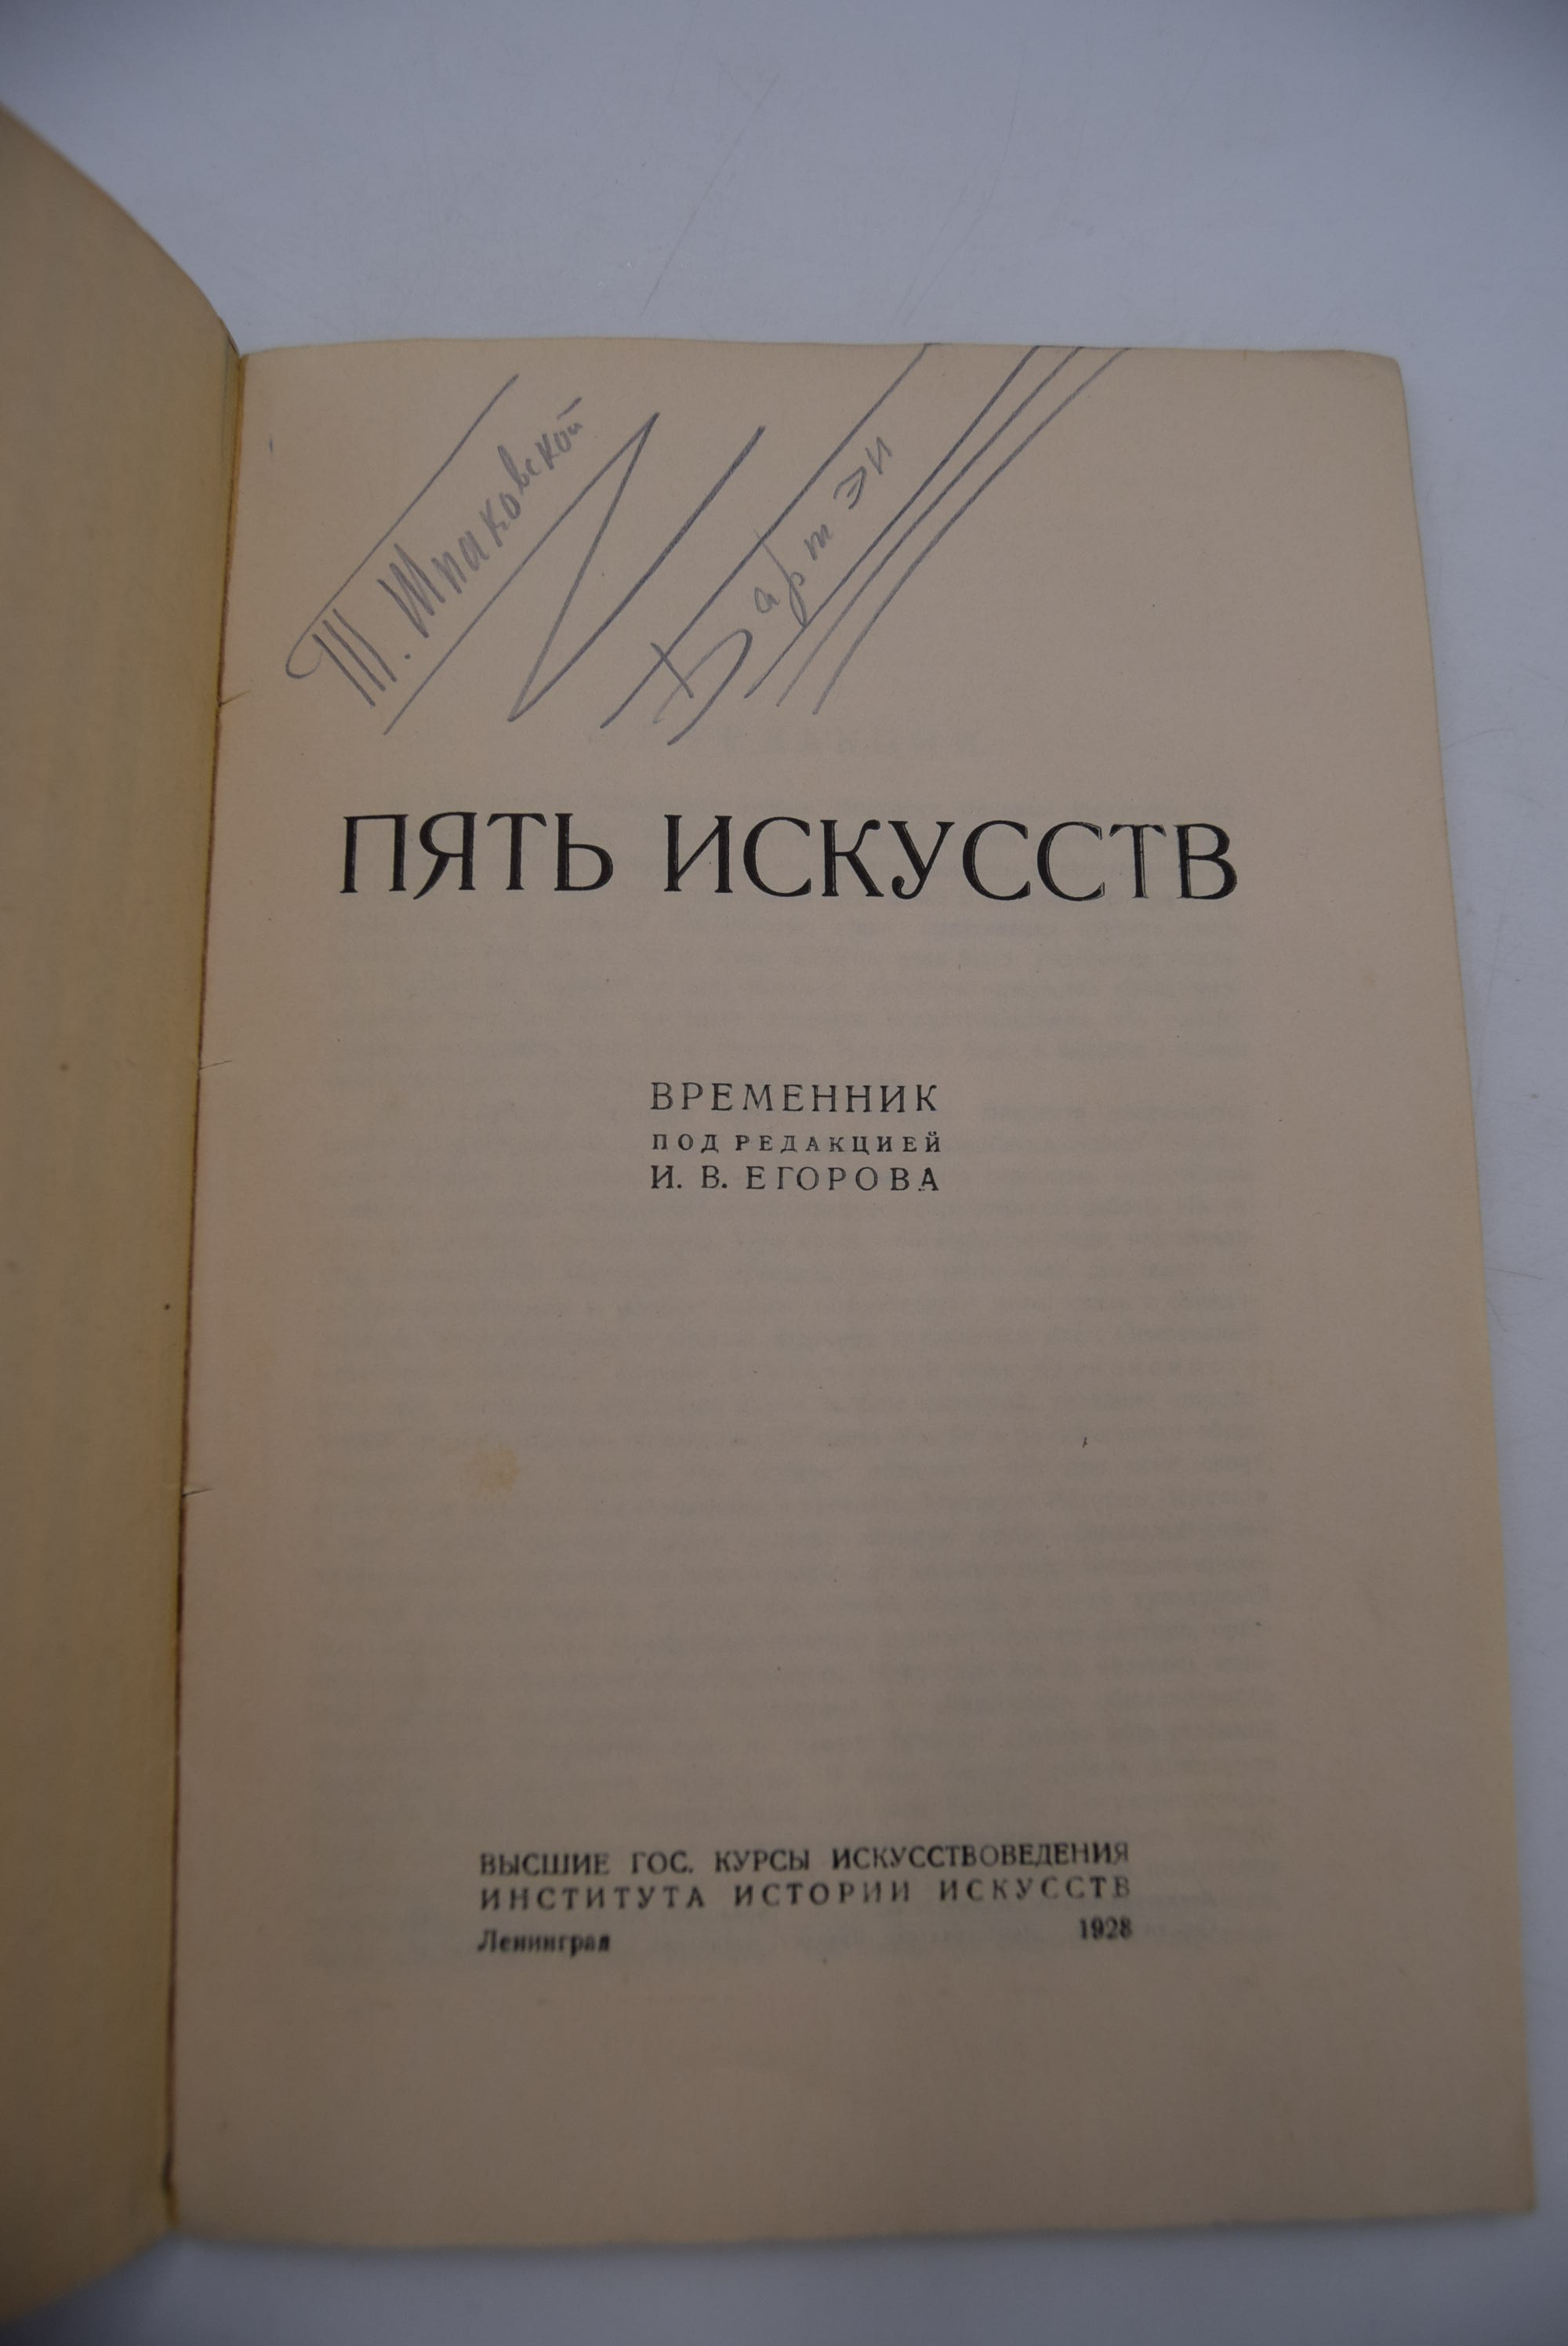 Т. Шпаковской
Бартэи
ПЯТЬ ИСКУССТВ
ВРЕМЕННИК
ПОД РЕДАКЦИЕЙ
И. В. ЕГОРОВА
ВЫСШИЕ ГОС. КУРСЫ ИСКУССТВОВЕДЕНИЯ
ИНСТИТУТА ИСТОРИИ ИСКУССТВ
Ленинград 1928